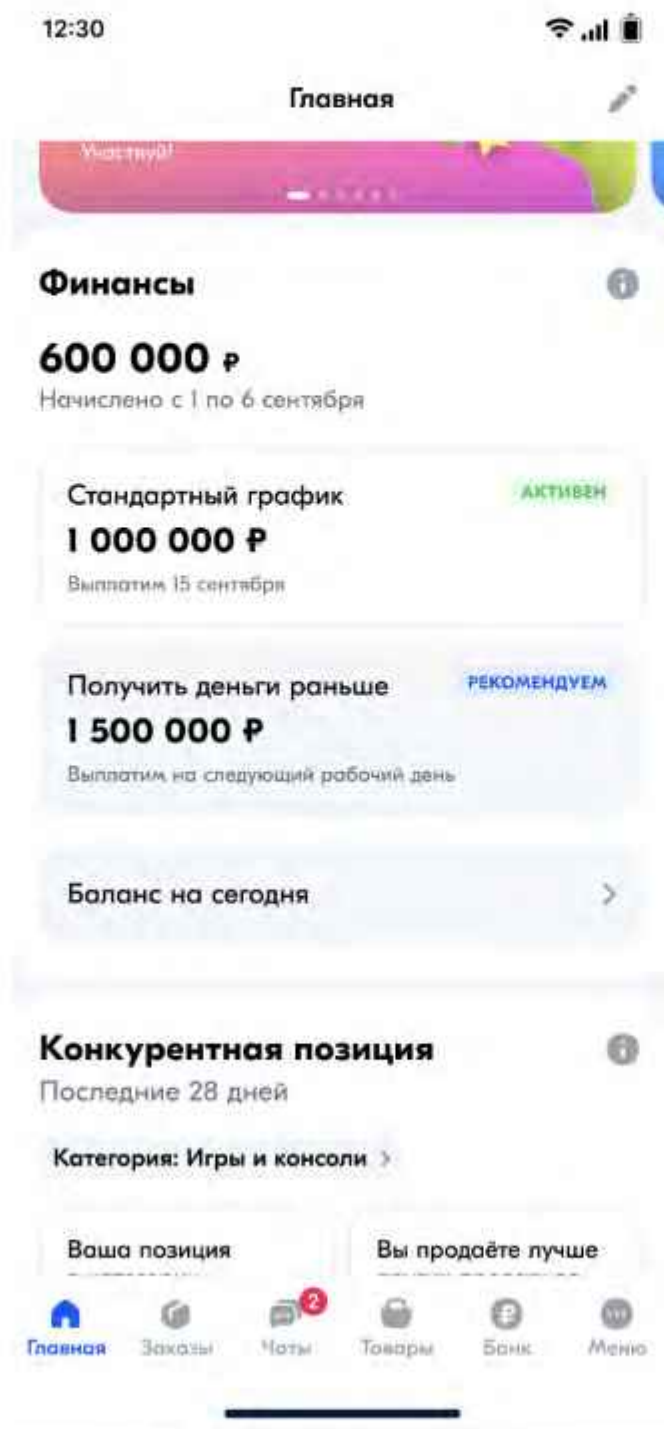 12:30
Главная
Участвуй!
Финансы
600 000 ₽
Начислено с 1 по 6 сентября
Стандартный график
АКТИВЕН
1 000 000 ₽
Выплатим 15 сентября
Получить деньги раньше
РЕКОМЕНДУЕМ
1 500 000 ₽
Выплатим на следующий рабочий день
Баланс на сегодня
Конкурентная позиция
Последние 28 дней
Категория: Игры и консоли
Ваша позиция
Вы продаёте лучше
2
Главная Заказы Чаты Товары Банк Меню